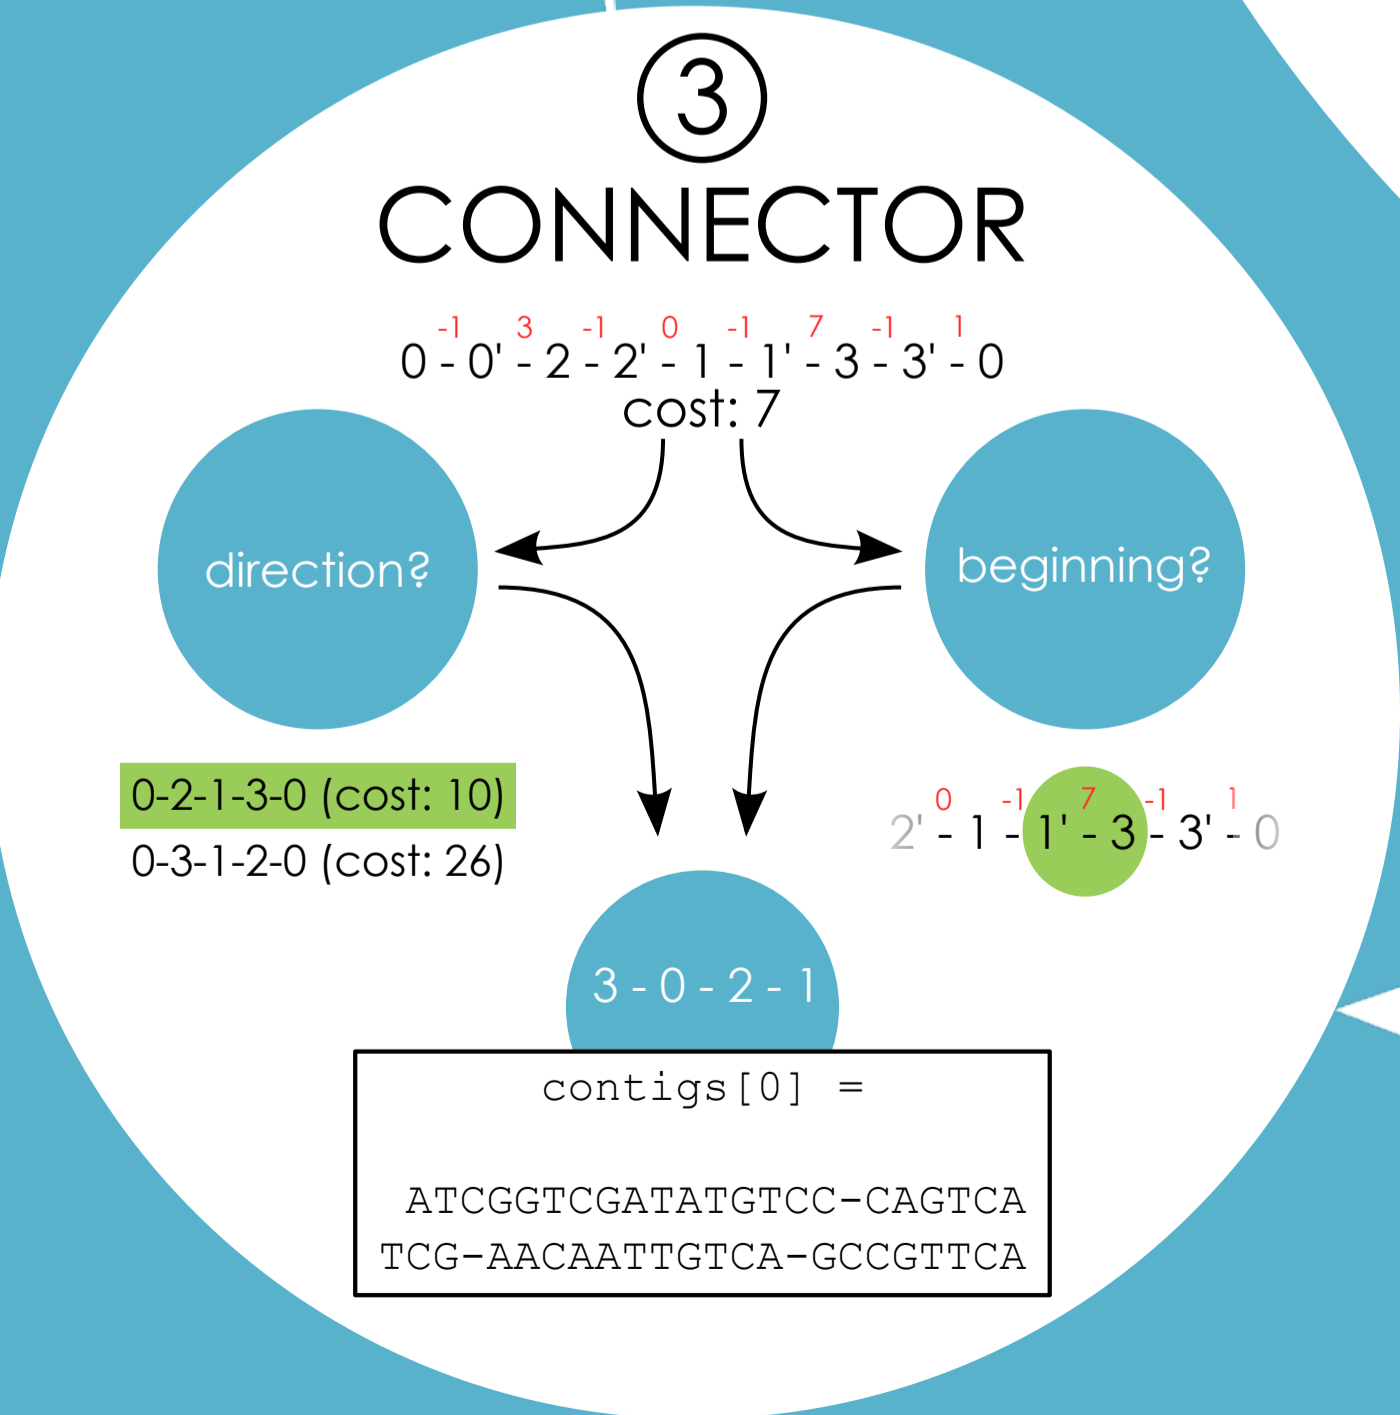 3
CONNECTOR
-1 3 -1 0 -1 7 -1 1
0 - 0' - 2 - 2' - 1 - 1' - 3 - 3' - 0
cost: 7
direction?
beginning?
0-2-1-3-0 (cost: 10)
0-3-1-2-0 (cost: 26)
0 -1 7 -1 1
2' - 1 - 1' - 3 - 3' - 0
3 - 0 - 2 - 1
contigs[0] =
ATCGGTCGATATGTCC-CAGTCA
TCG-AACAATTGTCA-GCCGTTCA